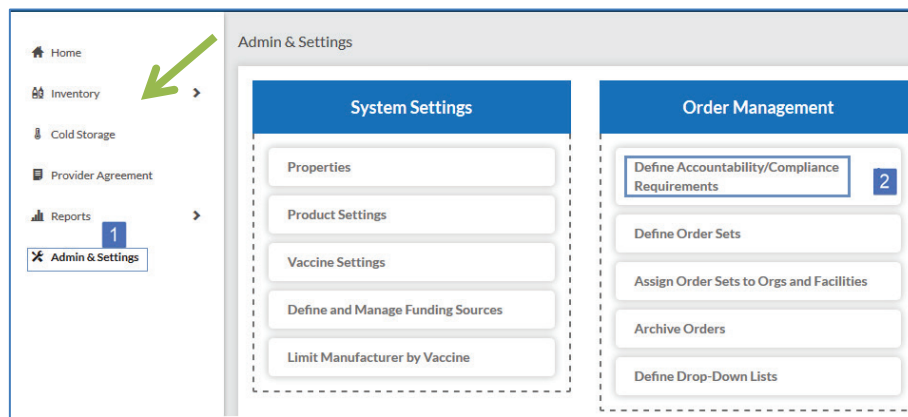 Home
Inventory
Cold Storage
Provider Agreement
Reports
1
Admin & Settings
Admin & Settings
System Settings
Properties
Product Settings
Vaccine Settings
Define and Manage Funding Sources
Limit Manufacturer by Vaccine
Order Management
Define Accountability/Compliance
Requirements
2
Define Order Sets
Assign Order Sets to Orgs and Facilities
Archive Orders
Define Drop-Down Lists